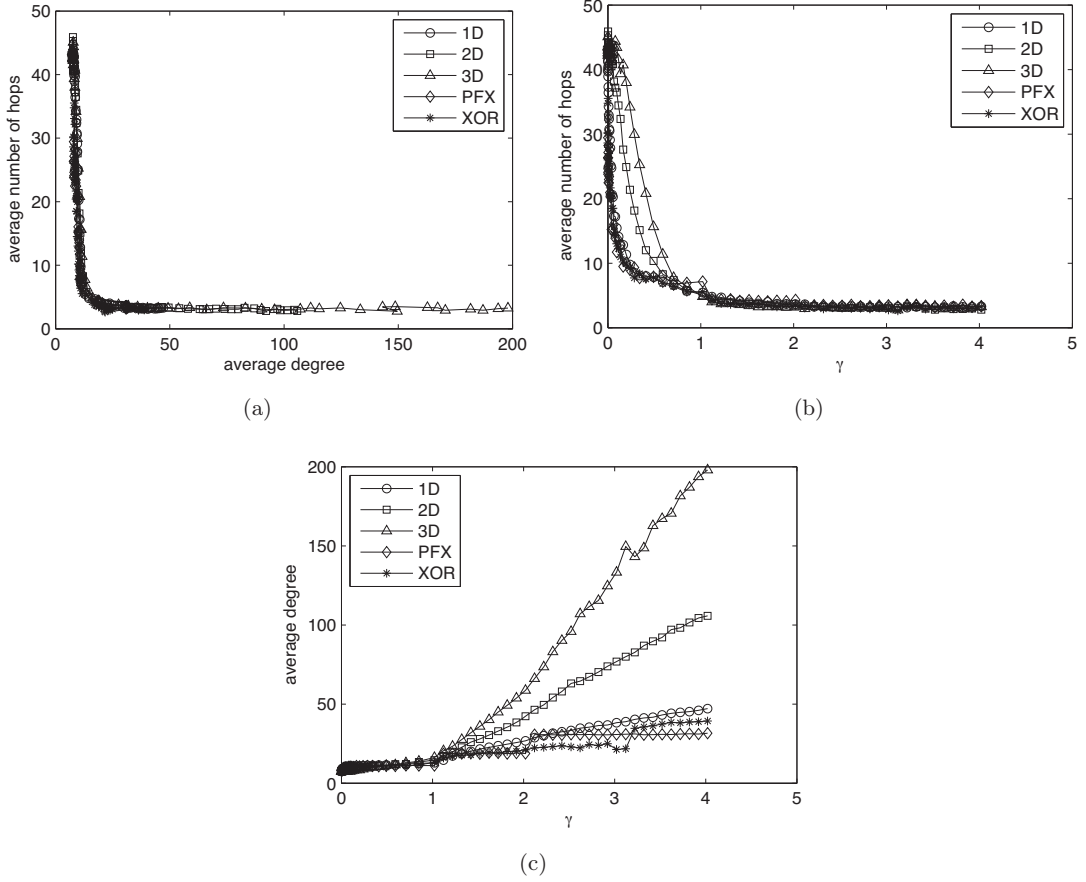 50
40
30
20
10
0
average number of hops
0
50
100
150
200
average degree
1D
2D
3D
PFX
XOR
(a)
50
40
30
20
10
0
average number of hops
0
1
2
3
4
5
γ
1D
2D
3D
PFX
XOR
(b)
200
150
100
50
0
average degree
0
1
2
3
4
5
γ
1D
2D
3D
PFX
XOR
(c)